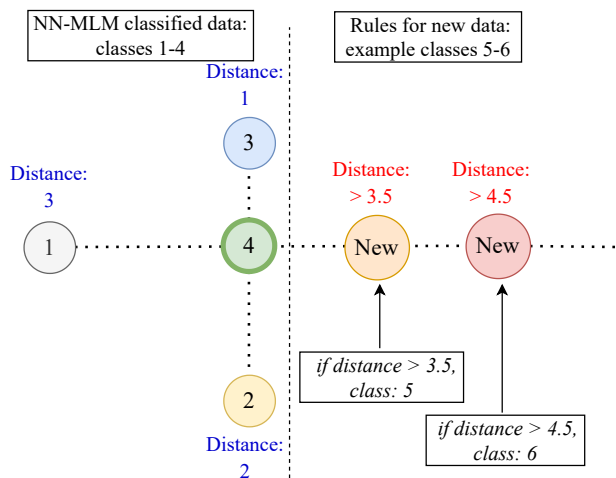 NN-MLM classified data:
classes 1-4
Rules for new data:
example classes 5-6
Distance:
1
3
Distance:
3
1
4
Distance:
> 3.5
New
Distance:
> 4.5
New
if distance > 3.5,
class: 5
2
Distance:
2
if distance > 4.5,
class: 6